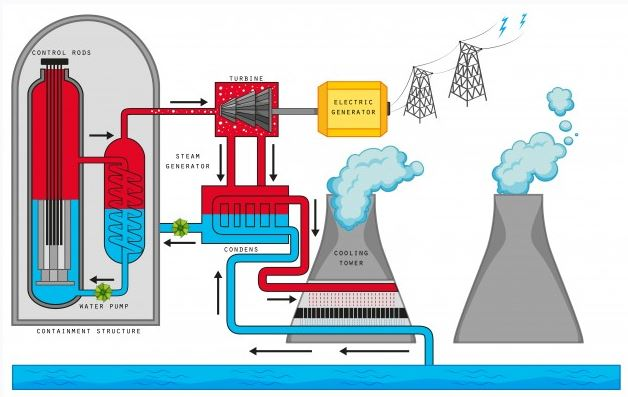 CONTROL RODS
TURBINE
ELECTRIC
GENERATOR
STEAM
GENERATOR
CONDENS
COOLING
TOWER
WATER PUMP
CONTAINMENT STRUCTURE